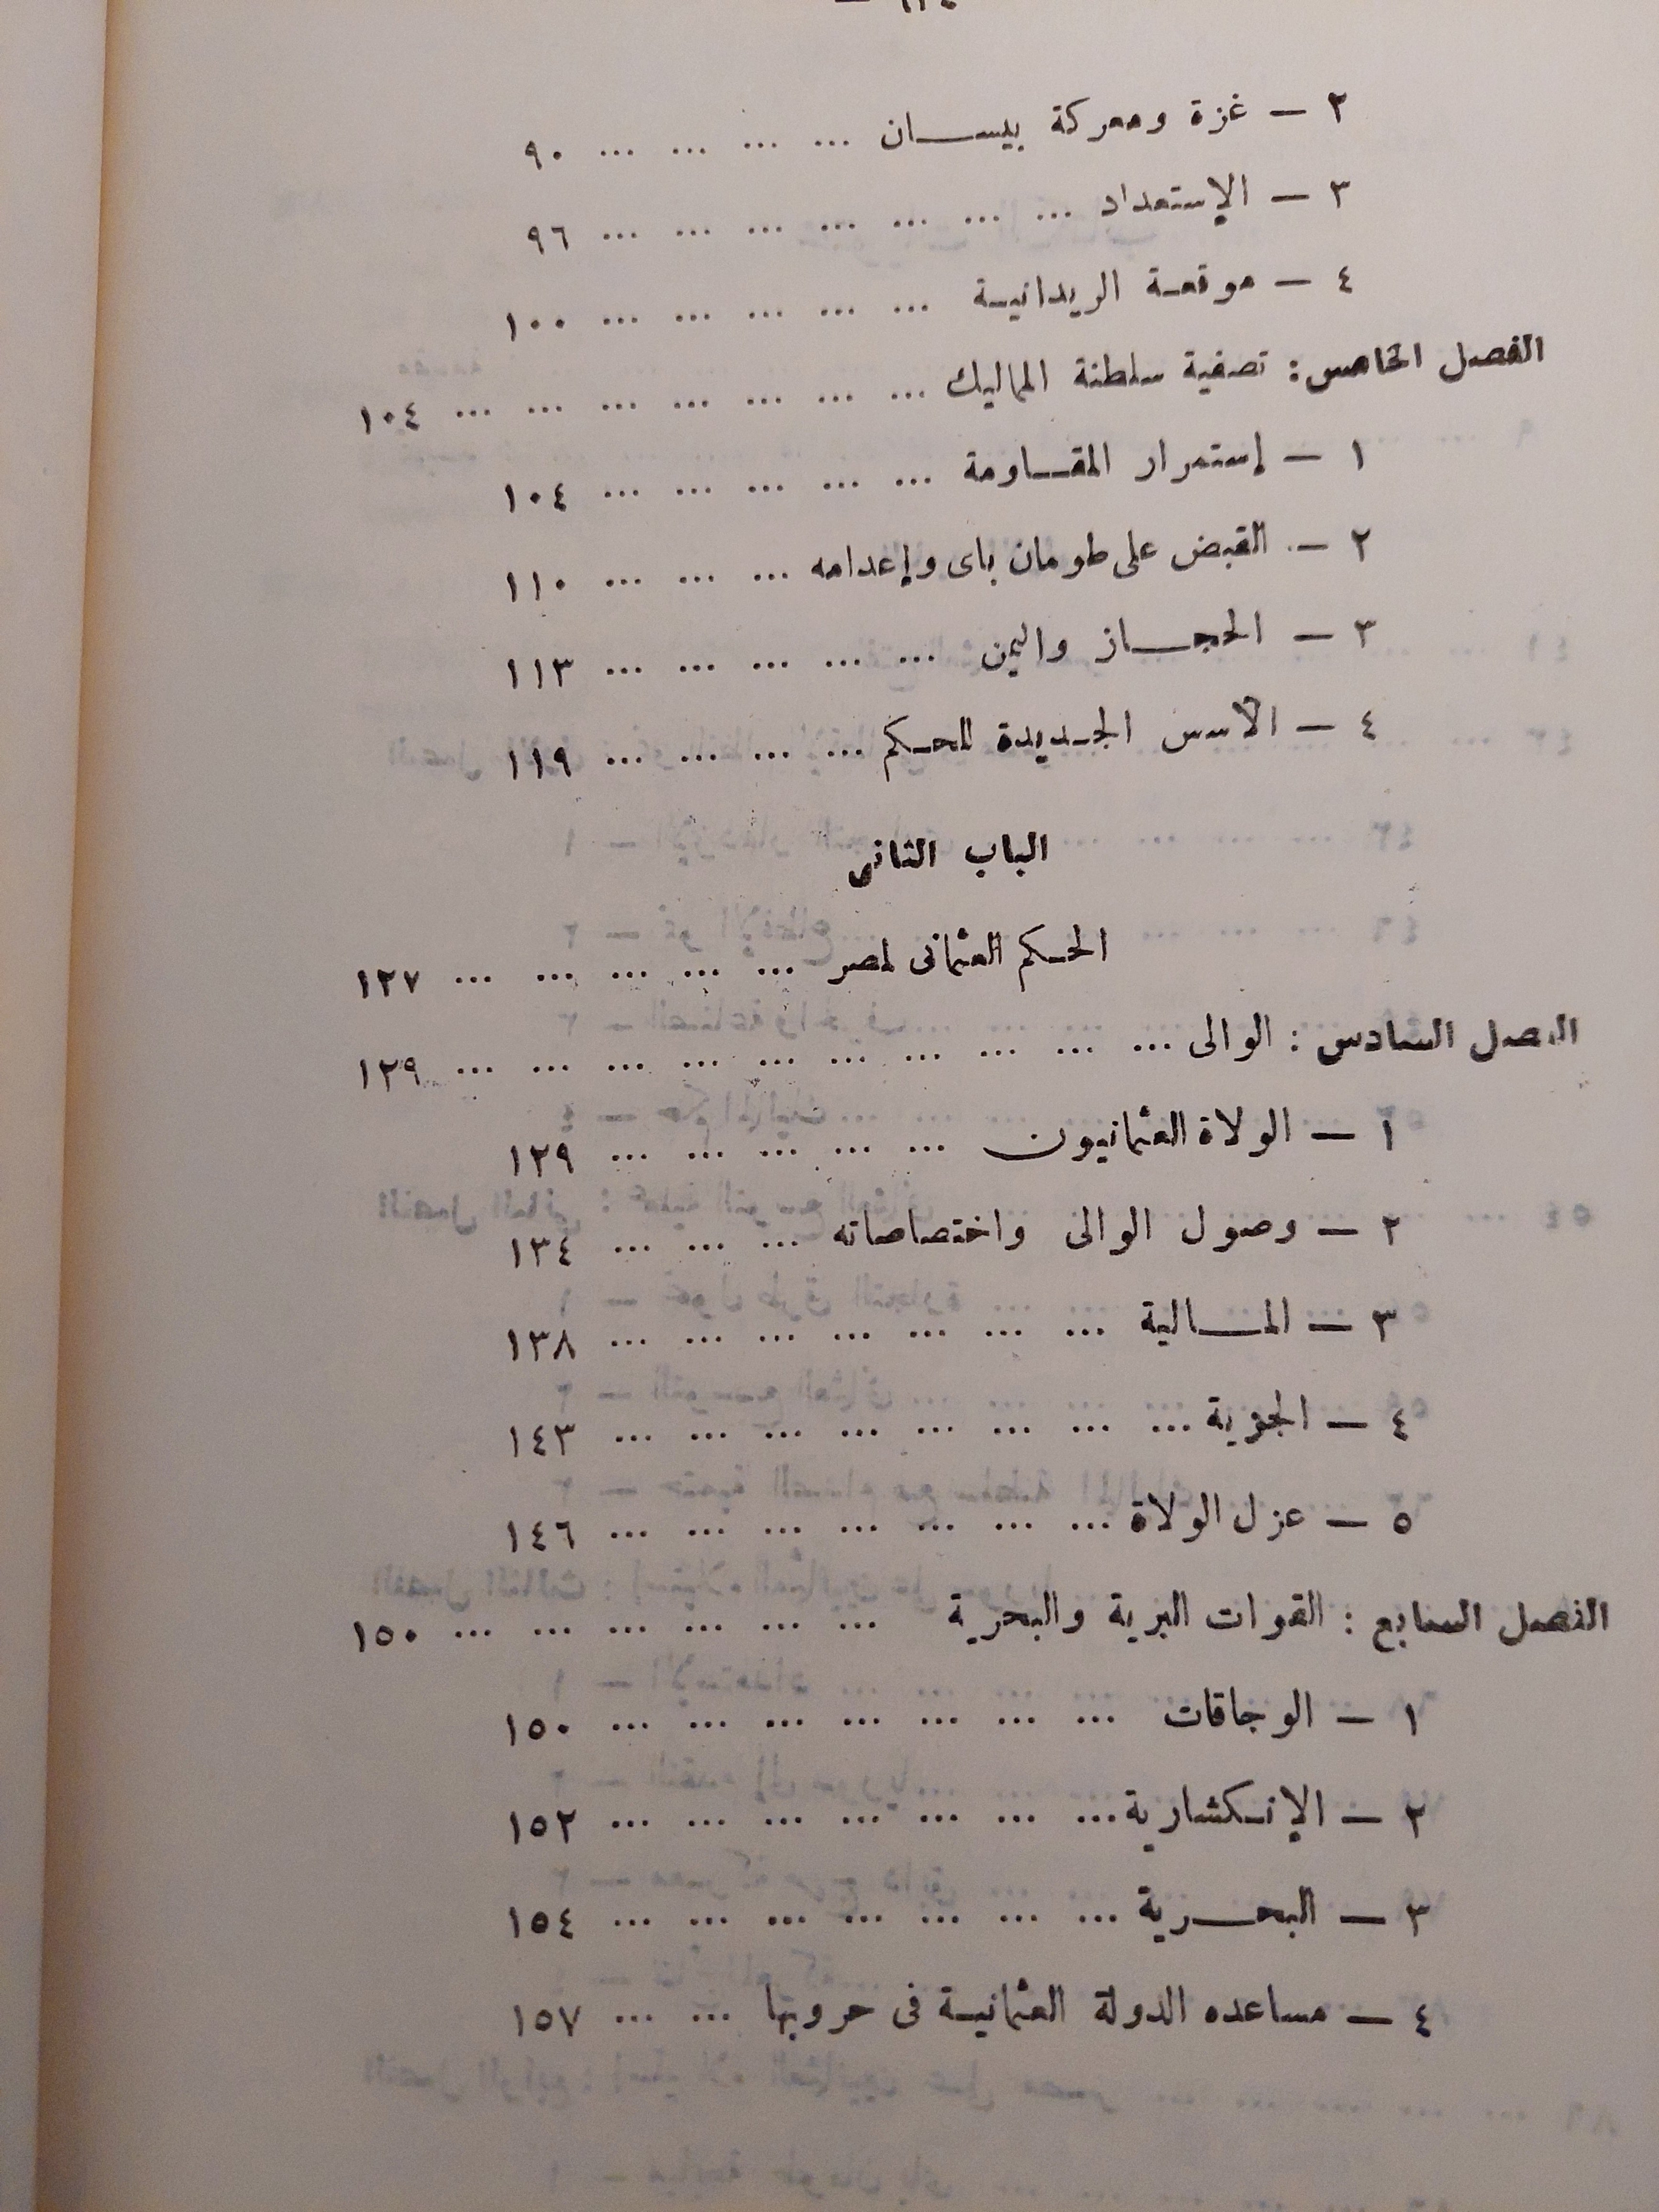 ٢ — غزة ومعركة بيسان ... ... ... ... ٩٠
٣ — الإستعداد ... ... ... ... ... ... ... ٩٦
٤ — موقعة الريدانية ... ... ... ... ... ١٠٠
الفصل الخامس: تصفية سلطنة المماليك ... ... ... ... ... ... ... ١٠٤
١ — إستمرار المقاومة ... ... ... ... ... ١٠٤
٢ — القبض على طومان باى وإعدامه ... ... ... ١١٠
٣ — الحجاز واليمن ... ... ... ... ... ١١٣
٤ — الأسس الجديدة للحكم ... ... ... ... ١١٩
الباب الثانى
الحكم العثمانى لمصر ... ... ... ... ... ١٢٧
الفصل السادس : الوالى ... ... ... ... ... ... ... ... ... ... ١٢٩
١ — الولاة العثمانيون ... ... ... ... ... ١٢٩
٢ — وصول الوالى واختصاصاته ... ... ... ١٣٤
٣ — المالية ... ... ... ... ... ... ... ١٣٨
٤ — الجزية ... ... ... ... ... ... ... ... ١٤٣
٥ — عزل الولاة ... ... ... ... ... ... ... ١٤٦
الفصل السابع : القوات البرية والبحرية ... ... ... ... ... ... ١٥٠
١ — الوجاقات ... ... ... ... ... ... ... ١٥٠
٢ — الإنكشارية ... ... ... ... ... ... ... ١٥٢
٣ — البحرية ... ... ... ... ... ... ... ١٥٤
٤ — مساعده الدولة العثمانية فى حروبها ... ... ١٥٧